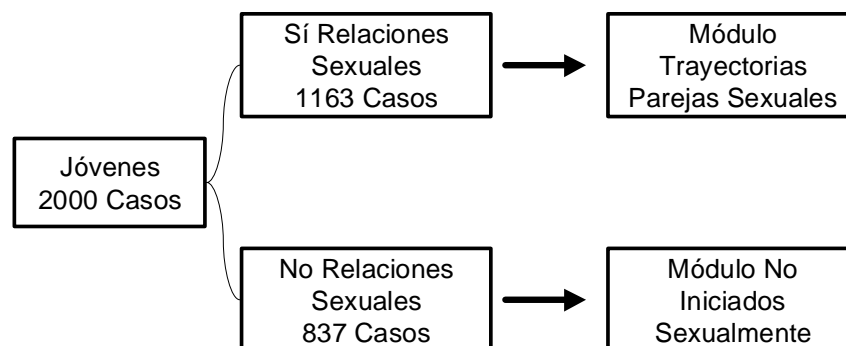 Sí Relaciones
Sexuales
1163 Casos
Módulo
Trayectorias
Parejas Sexuales
Jóvenes
2000 Casos
No Relaciones
Sexuales
837 Casos
Módulo No
Iniciados
Sexualmente